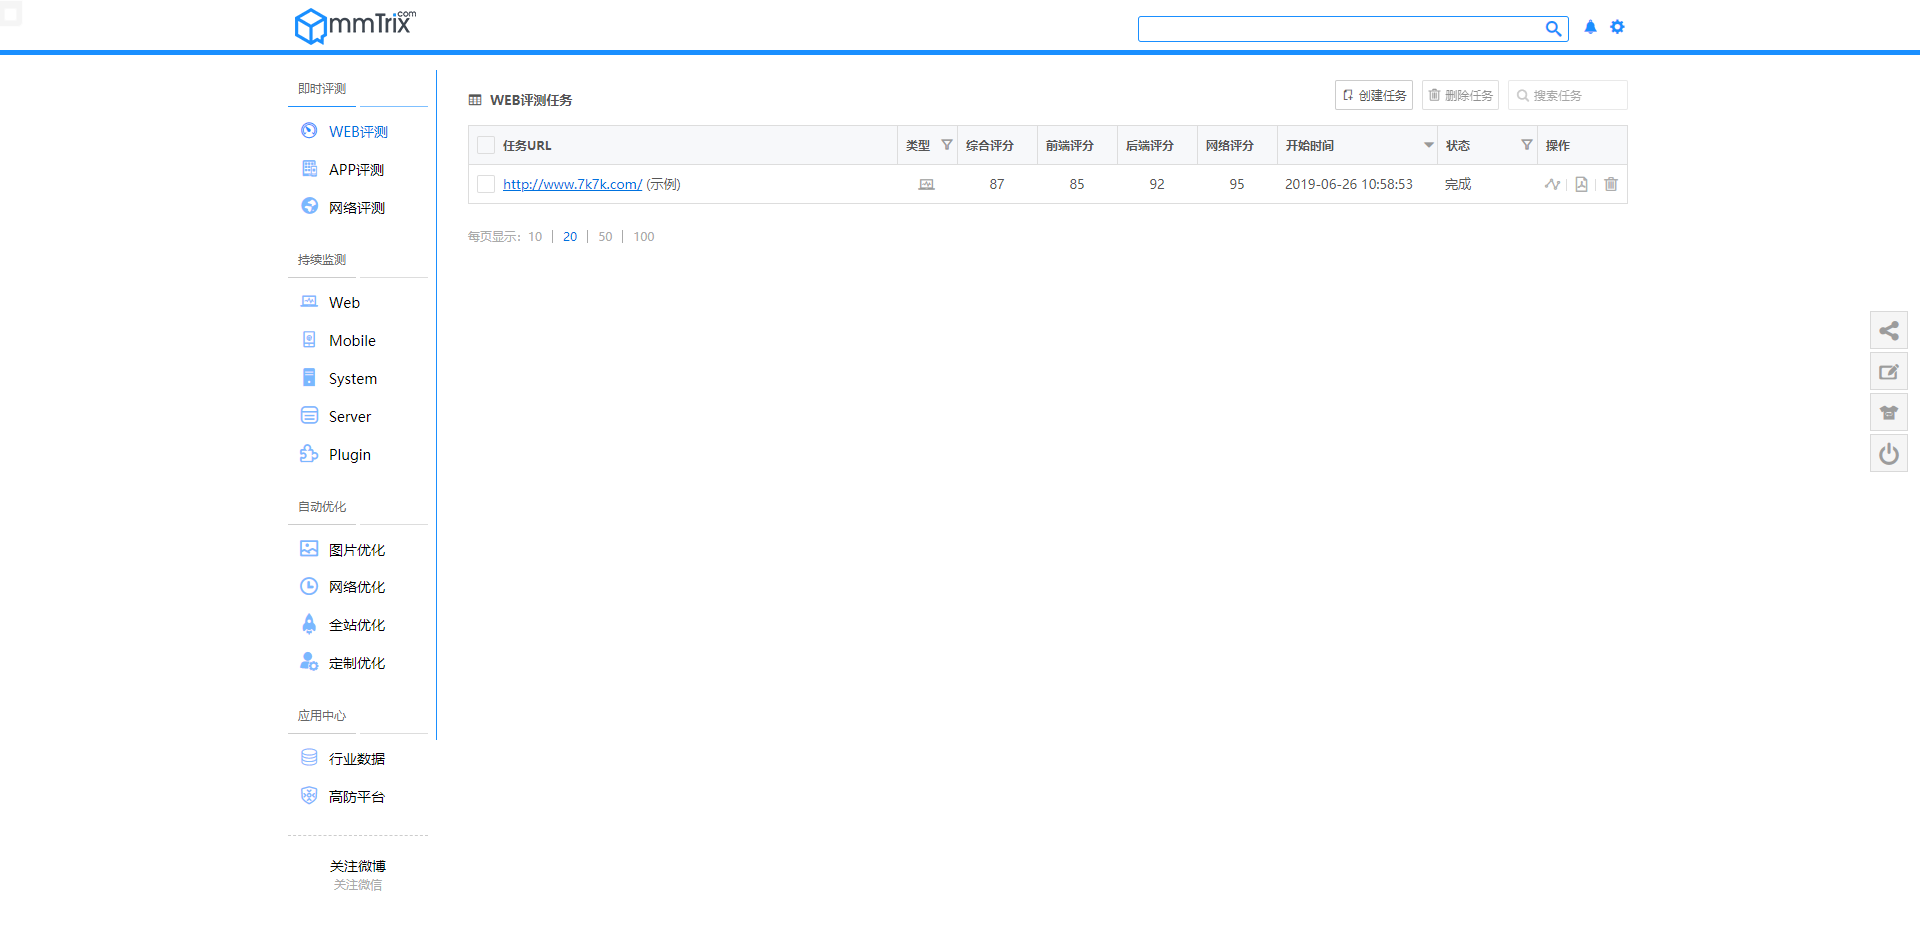 mmTrix.com
即时评测
WEB评测
APP评测
网络评测
持续监测
Web
Mobile
System
Server
Plugin
自动优化
图片优化
网络优化
全站优化
定制优化
应用中心
行业数据
高防平台
关注微博
关注微信
WEB评测任务
创建任务 删除任务 搜索任务
任务URL 类型 综合评分 前端评分 后端评分 网络评分 开始时间 状态 操作
http://www.7k7k.com/ (示例) 87 85 92 95 2019-06-26 10:58:53 完成
每页显示: 10 | 20 | 50 | 100